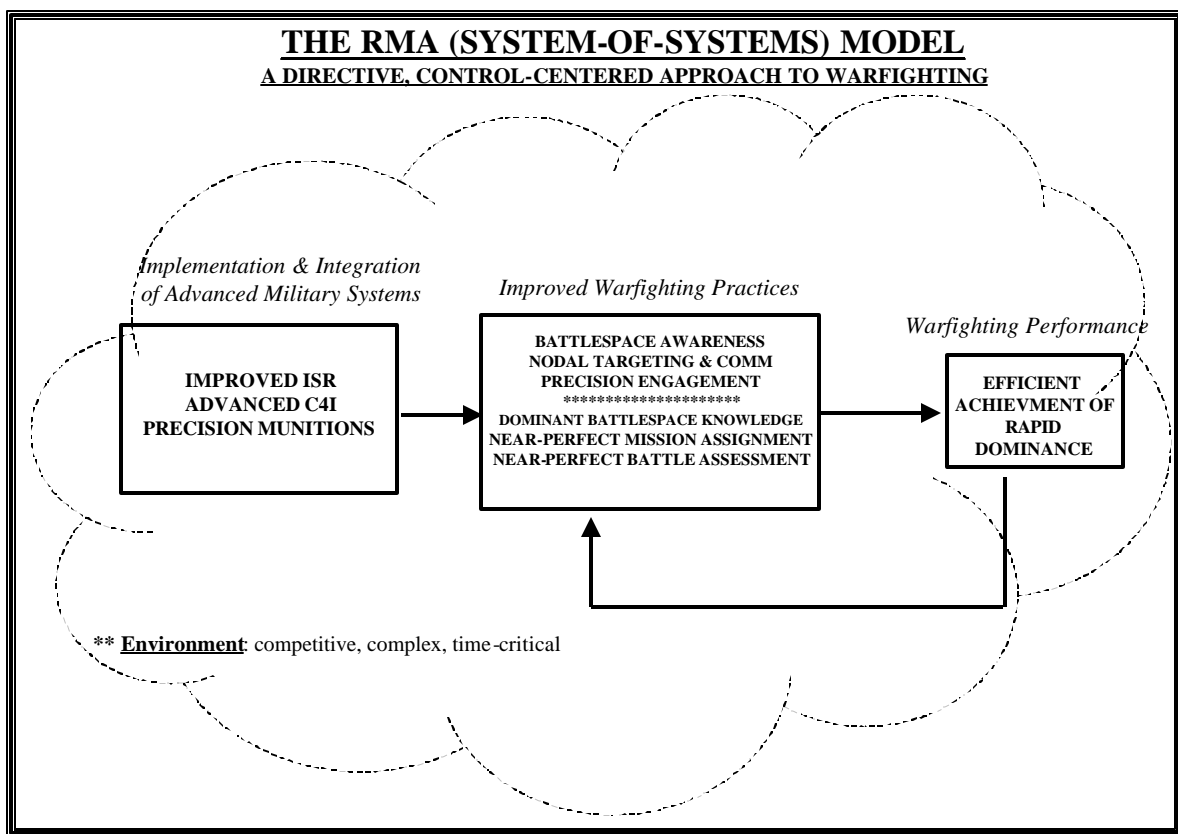 THE RMA (SYSTEM-OF-SYSTEMS) MODEL
A DIRECTIVE, CONTROL-CENTERED APPROACH TO WARFIGHTING
Implementation & Integration
of Advanced Military Systems
IMPROVED ISR
ADVANCED C4I
PRECISION MUNITIONS
Improved Warfighting Practices
BATTLESPACE AWARENESS
NODAL TARGETING & COMM
PRECISION ENGAGEMENT
*********************
DOMINANT BATTLESPACE KNOWLEDGE
NEAR-PERFECT MISSION ASSIGNMENT
NEAR-PERFECT BATTLE ASSESSMENT
Warfighting Performance
EFFICIENT
ACHIEVMENT OF
RAPID
DOMINANCE
** Environment: competitive, complex, time-critical